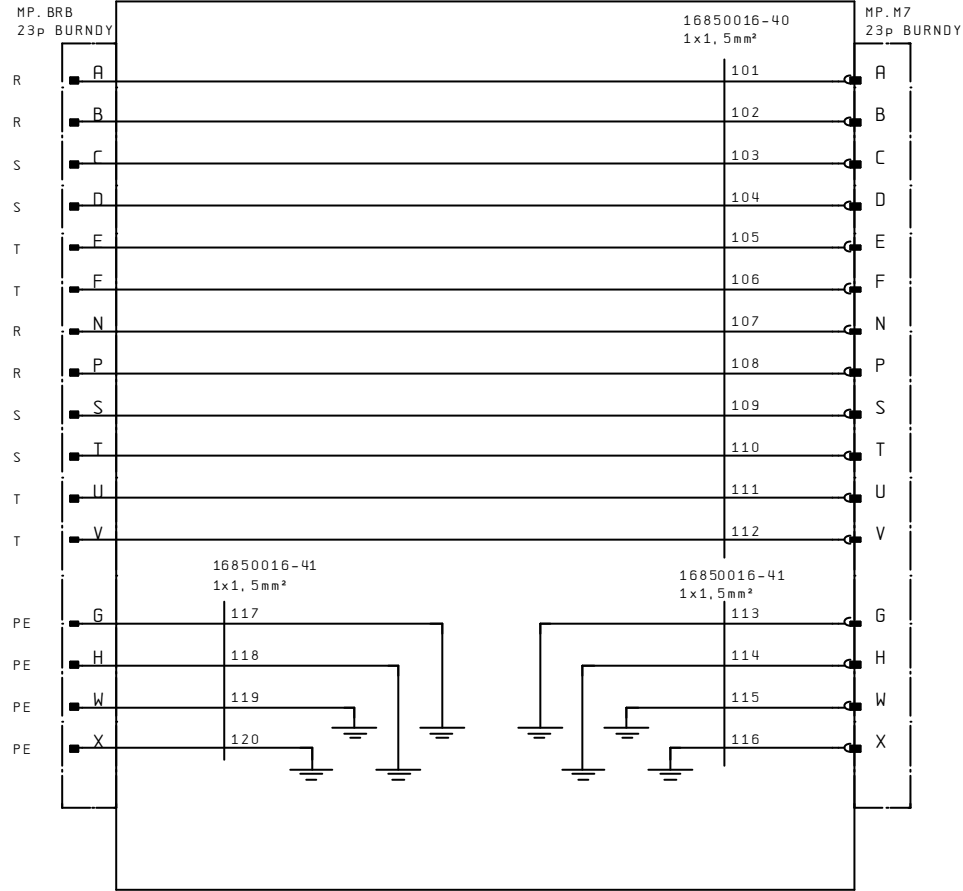 MP.BRB
23p BURNDY
16850016-40
1x1,5mm²
MP.M7
23p BURNDY
R A 101 A
R B 102 B
S C 103 C
S D 104 D
T E 105 E
T F 106 F
R N 107 N
R P 108 P
S S 109 S
S T 110 T
T U 111 U
T V 112 V
16850016-41
1x1,5mm²
16850016-41
1x1,5mm²
PE G 117 113 G
PE H 118 114 H
PE W 119 115 W
PE X 120 116 X